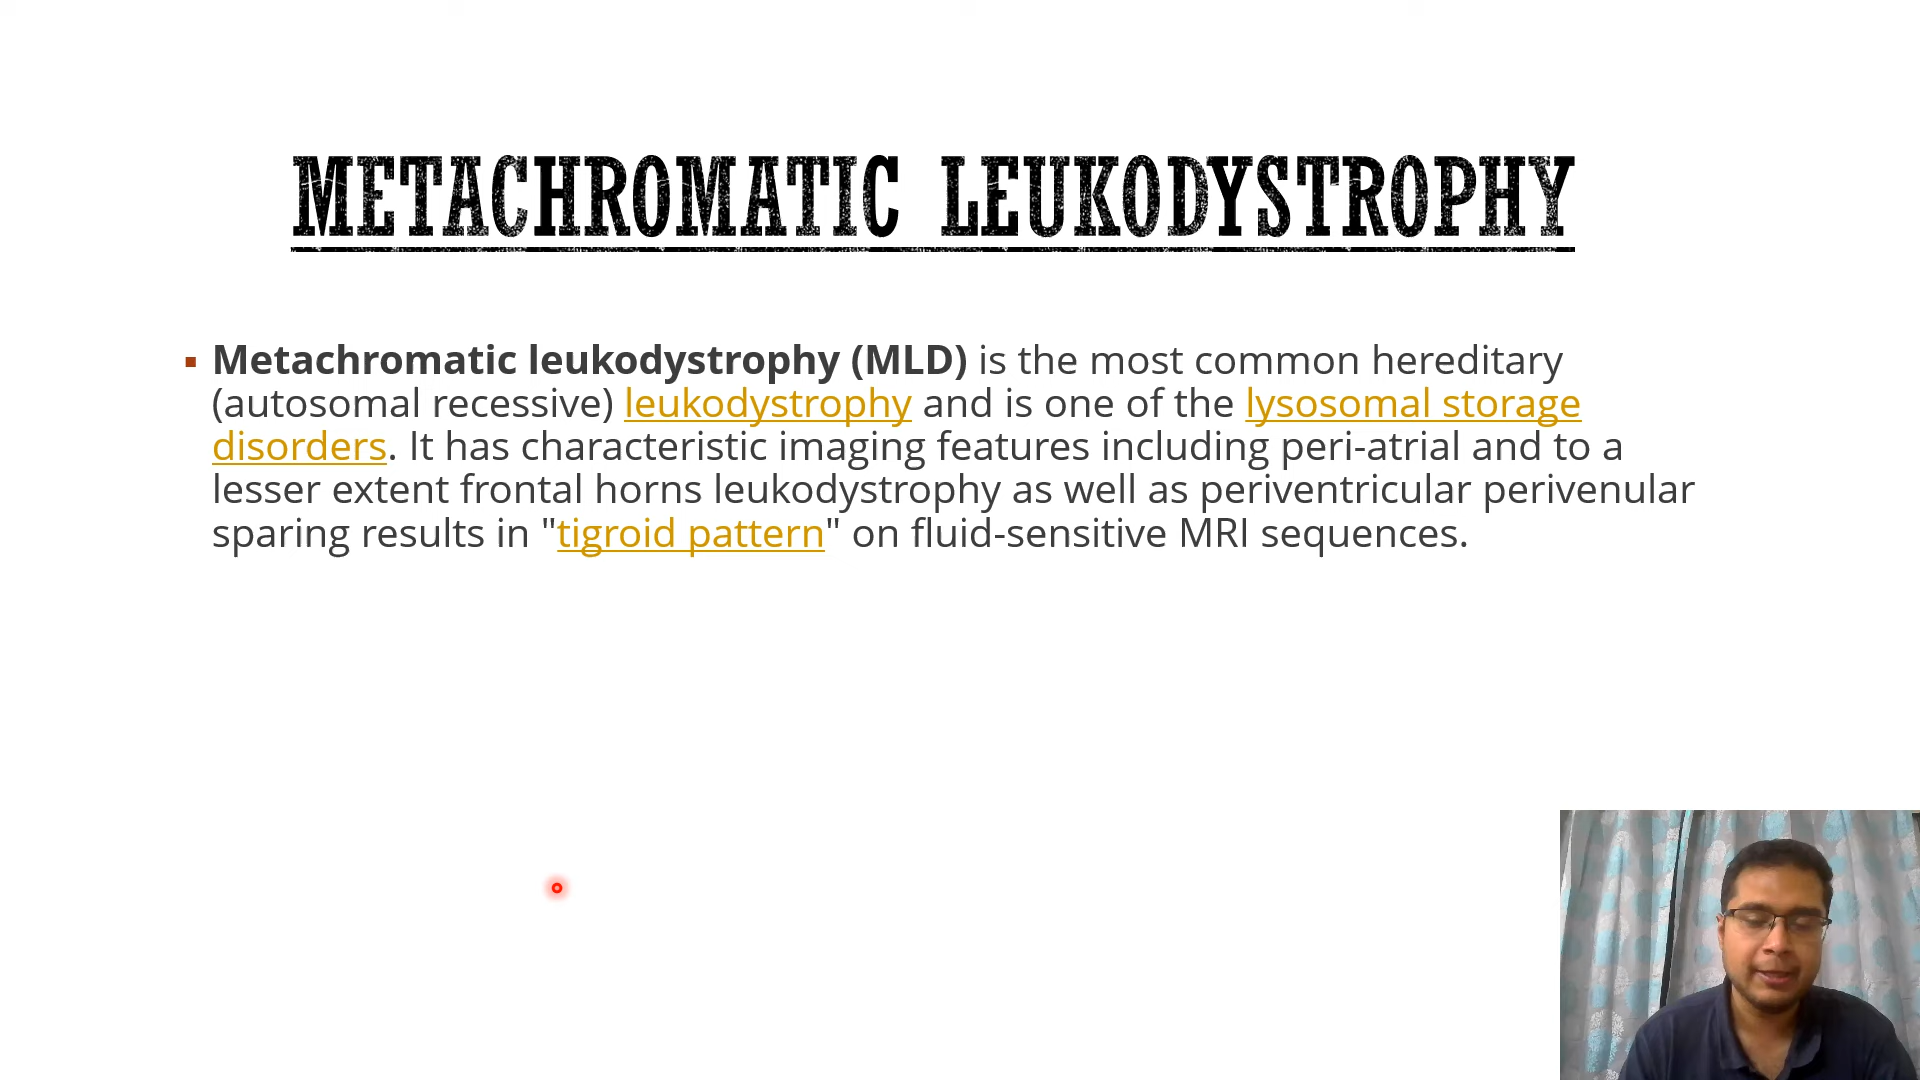 METACHROMATIC LEUKODYSTROPHY
▪ Metachromatic leukodystrophy (MLD) is the most common hereditary
(autosomal recessive) leukodystrophy and is one of the lysosomal storage
disorders. It has characteristic imaging features including peri-atrial and to a
lesser extent frontal horns leukodystrophy as well as periventricular perivenular
sparing results in "tigroid pattern" on fluid-sensitive MRI sequences.